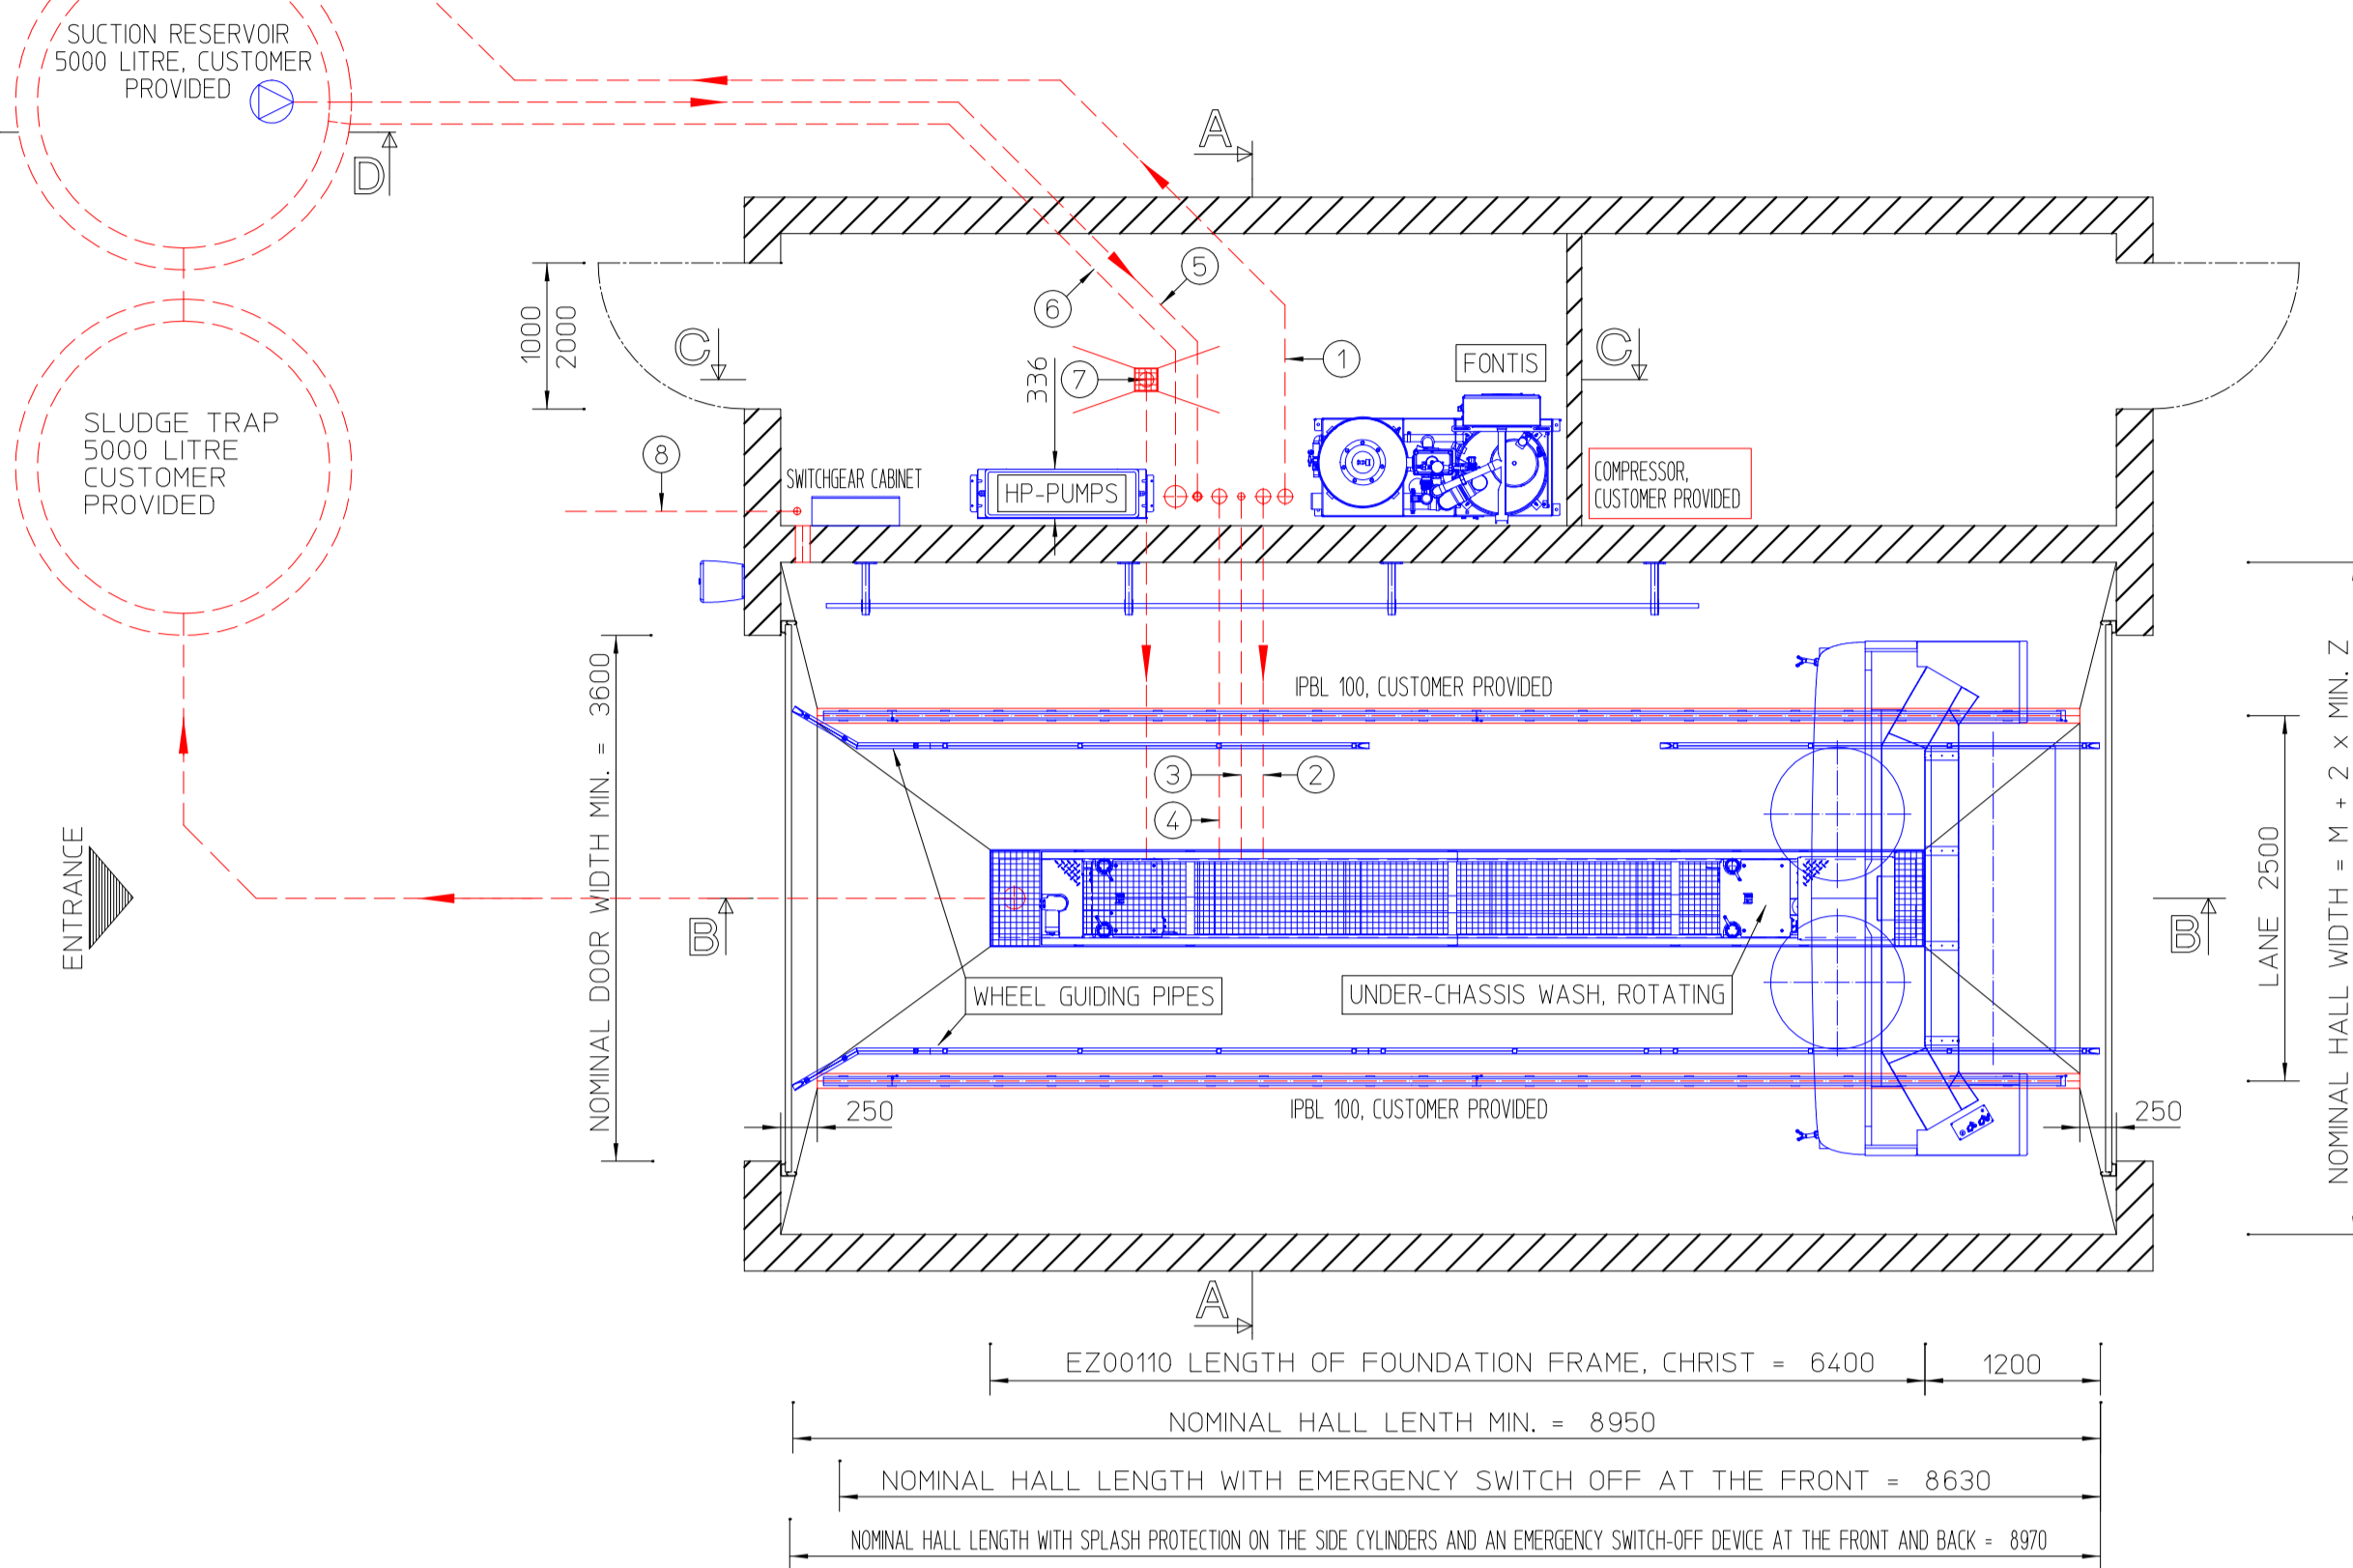 SUCTION RESERVOIR
5000 LITRE, CUSTOMER
PROVIDED
D
A
5
6
1000
2000
C
C
7
336
1
FONTIS
SLUDGE TRAP
5000 LITRE
CUSTOMER
PROVIDED
8
SWITCHGEAR CABINET
HP-PUMPS
COMPRESSOR,
CUSTOMER PROVIDED
NOMINAL DOOR WIDTH MIN. = 3600
IPBL 100, CUSTOMER PROVIDED
3
2
4
ENTRANCE
B
B
LANE 2500
NOMINAL HALL WIDTH = M + 2 x MIN. Z
WHEEL GUIDING PIPES
UNDER-CHASSIS WASH, ROTATING
250
IPBL 100, CUSTOMER PROVIDED
250
A
EZ00110 LENGTH OF FOUNDATION FRAME, CHRIST = 6400
1200
NOMINAL HALL LENTH MIN. = 8950
NOMINAL HALL LENGTH WITH EMERGENCY SWITCH OFF AT THE FRONT = 8630
NOMINAL HALL LENGTH WITH SPLASH PROTECTION ON THE SIDE CYLINDERS AND AN EMERGENCY SWITCH-OFF DEVICE AT THE FRONT AND BACK = 8970